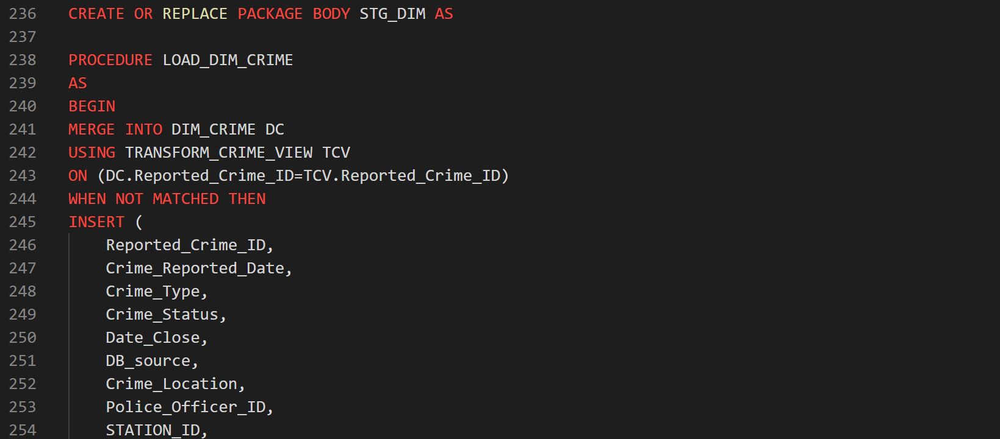 236 CREATE OR REPLACE PACKAGE BODY STG_DIM AS
237
238 PROCEDURE LOAD_DIM_CRIME
239 AS
240 BEGIN
241 MERGE INTO DIM_CRIME DC
242 USING TRANSFORM_CRIME_VIEW TCV
243 ON (DC.Reported_Crime_ID=TCV.Reported_Crime_ID)
244 WHEN NOT MATCHED THEN
245 INSERT (
246     Reported_Crime_ID,
247     Crime_Reported_Date,
248     Crime_Type,
249     Crime_Status,
250     Date_Close,
251     DB_source,
252     Crime_Location,
253     Police_Officer_ID,
254     STATION_ID,